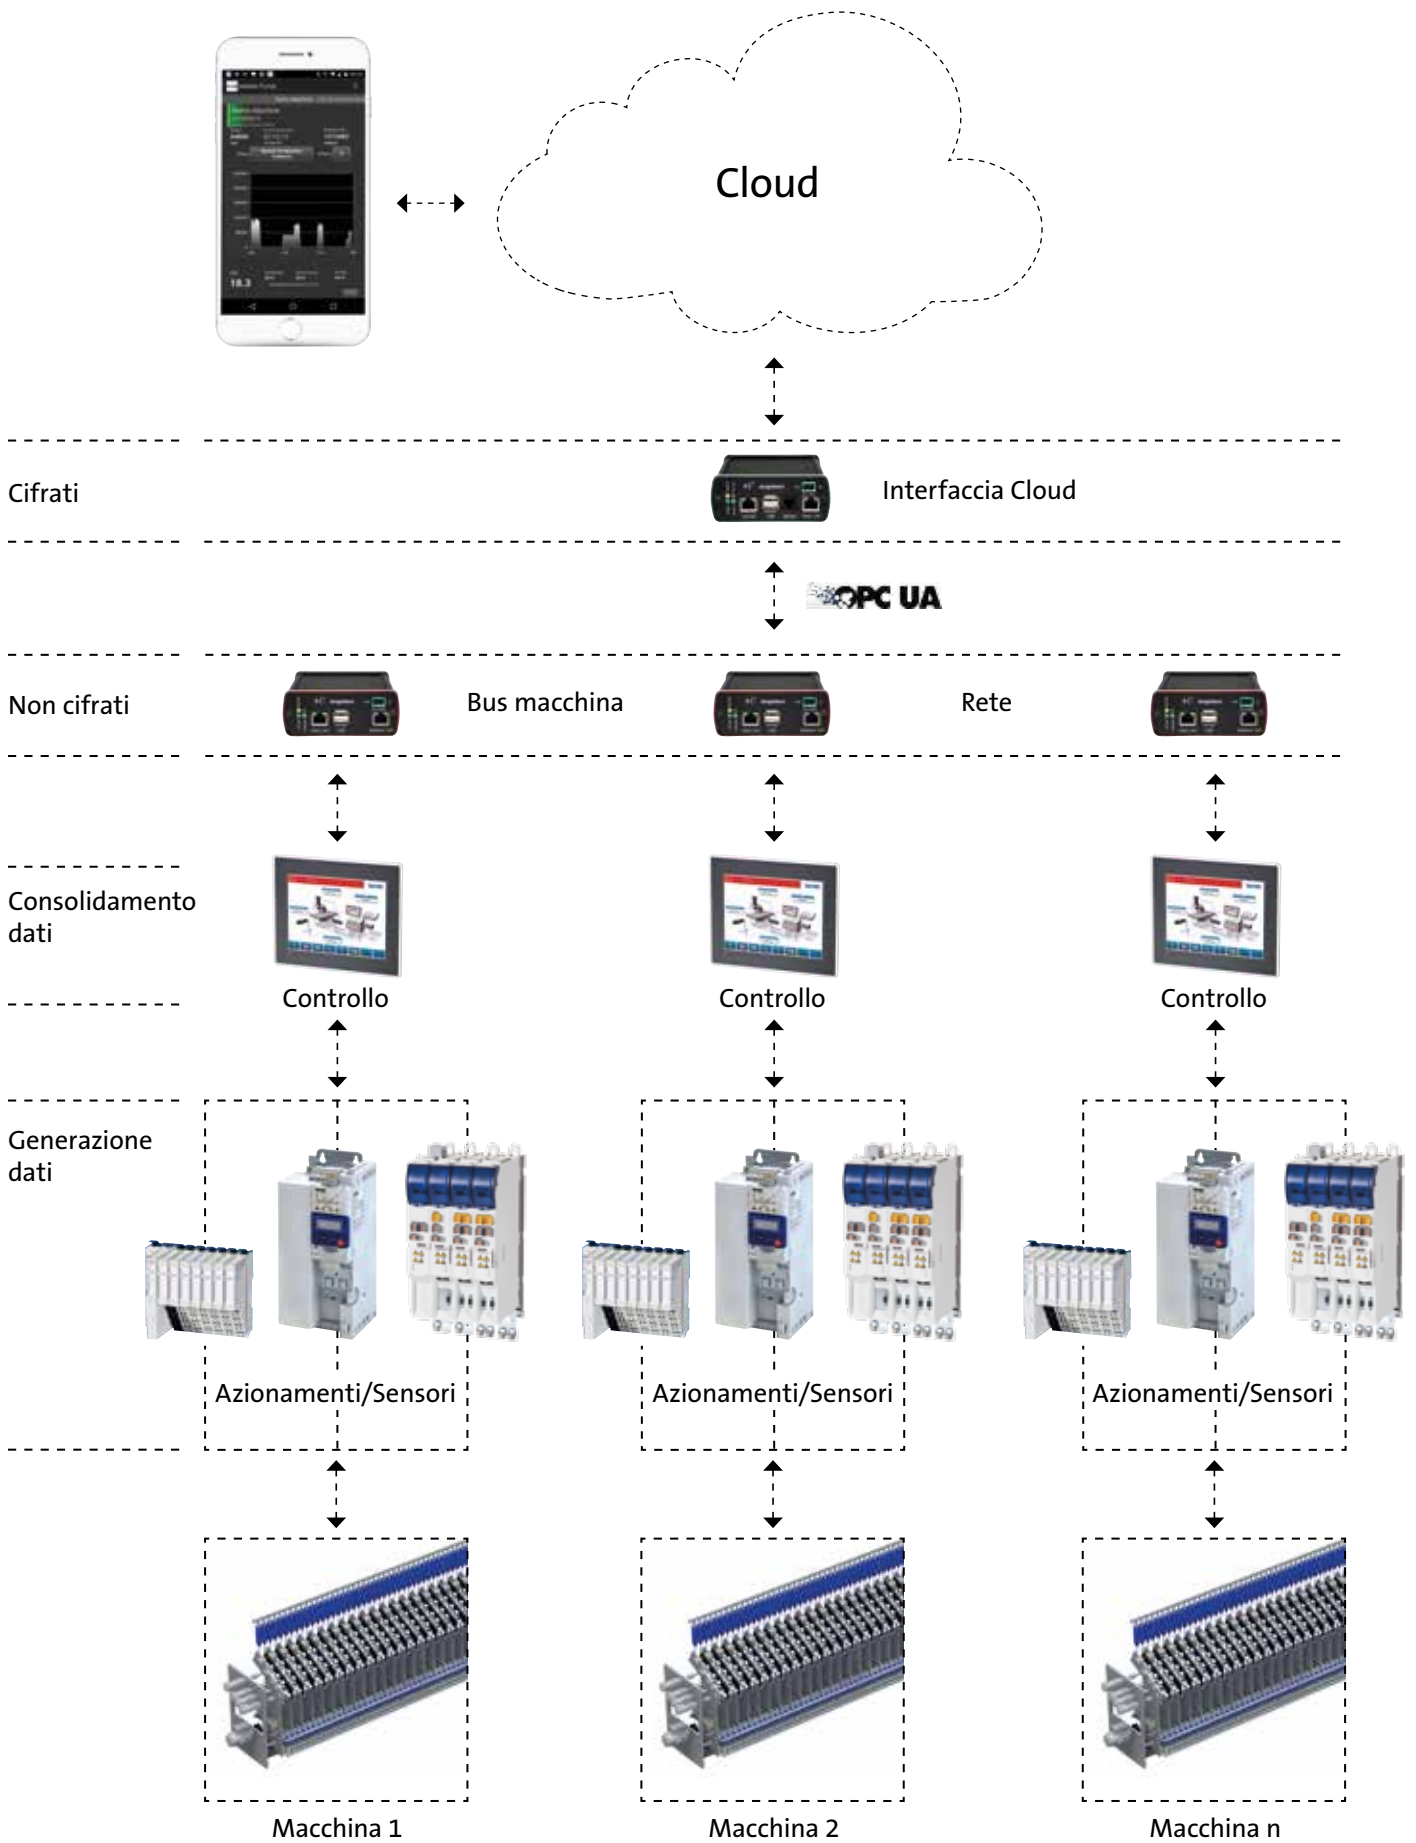 Cloud
Cifrati
Interfaccia Cloud
OPC UA
Non cifrati
Bus macchina
Rete
Consolidamento
dati
Controllo
Controllo
Controllo
Generazione
dati
Azionamenti/Sensori
Azionamenti/Sensori
Azionamenti/Sensori
Macchina 1
Macchina 2
Macchina n
18.3